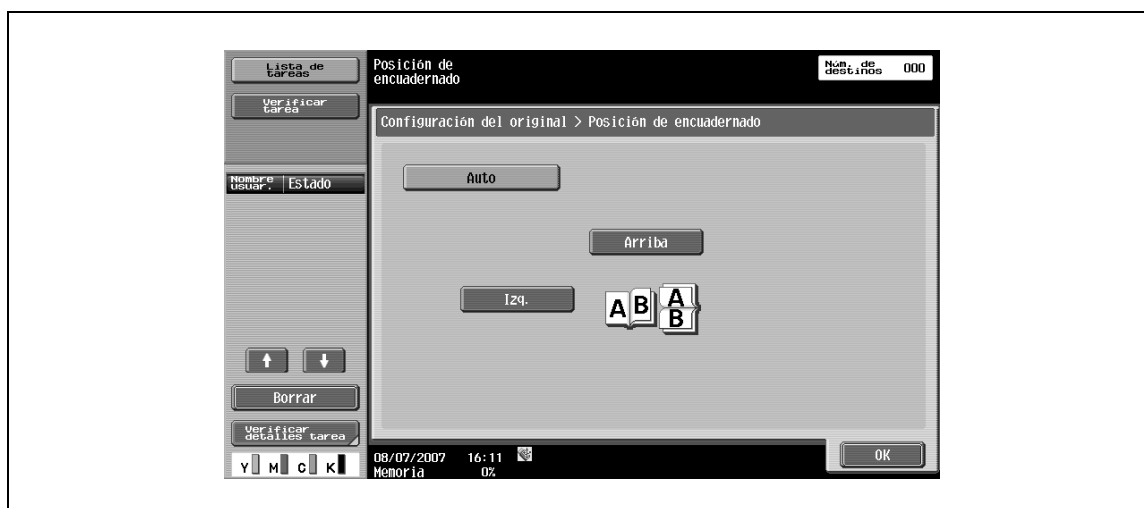 Lista de
tareas
Verificar
tarea
Nombre
usuar.
Estado
Borrar
Verificar
detalles tarea
Y M C K
Posición de
encuadernado
Núm. de
destinos
000
Configuración del original > Posición de encuadernado
Auto
Arriba
Izq.
A B
A
B
08/07/2007 16:11
Memoria 0%
OK